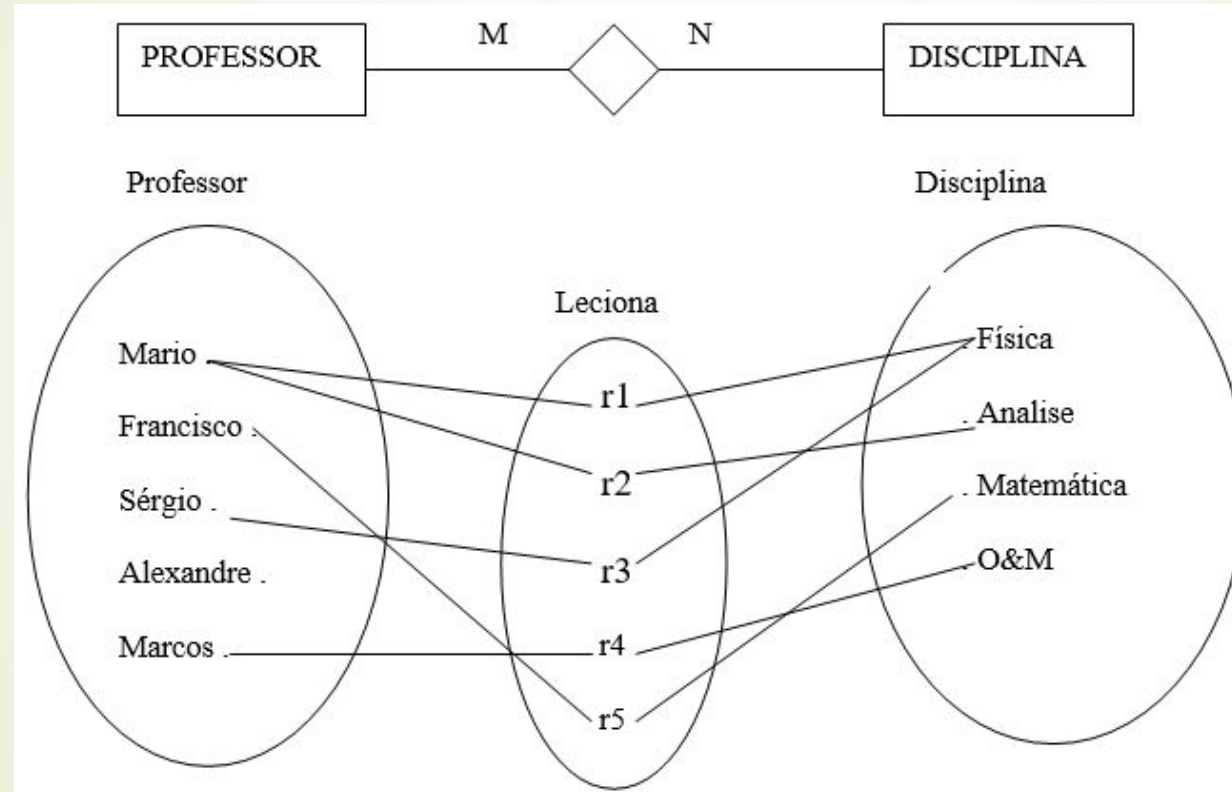 M N
PROFESSOR DISCIPLINA
Professor Disciplina
Leciona
Mario .
Francisco .
Sérgio .
Alexandre .
Marcos .
r1
r2
r3
r4
r5
. Física
. Analise
. Matemática
. O&M